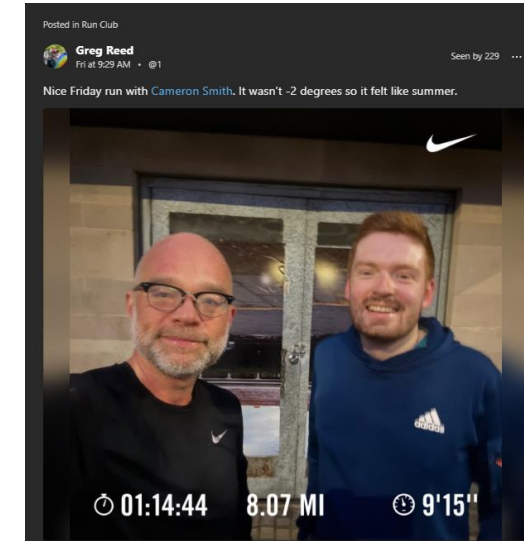 Posted in Run Club
Greg Reed
Fri at 9:29 AM • @1
Seen by 229 ...
Nice Friday run with Cameron Smith. It wasn't -2 degrees so it felt like summer.
adidas
01:14:44 8.07 MI 9'15"